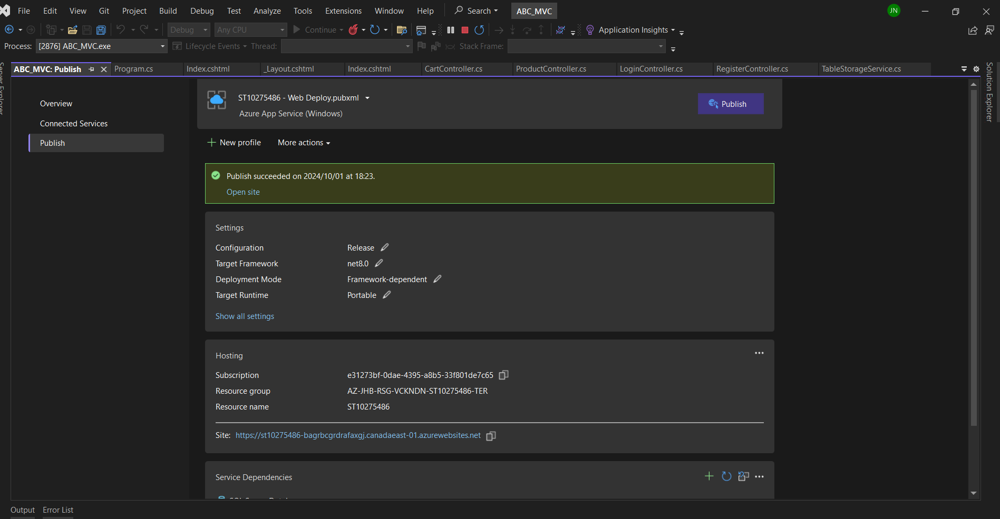 File Edit View Git Project Build Debug Test Analyze Tools Extensions Window Help Search ABC_MVC JN
Debug Any CPU Continue Application Insights
Process: [2876] ABC_MVC.exe Lifecycle Events Thread: Stack Frame:
Server Explorer
ABC_MVC: Publish Program.cs Index.cshtml _Layout.cshtml Index.cshtml CartController.cs ProductController.cs LoginController.cs RegisterController.cs TableStorageService.cs
Solution Explorer
Overview
Connected Services
Publish
ST10275486 - Web Deploy.pubxml
Azure App Service (Windows)
Publish
New profile More actions
Publish succeeded on 2024/10/01 at 18:23.
Open site
Settings
Configuration Release
Target Framework net8.0
Deployment Mode Framework-dependent
Target Runtime Portable
Show all settings
Hosting
Subscription e31273bf-0dae-4395-a8b5-33f801de7c65
Resource group AZ-JHB-RSG-VCKNDN-ST10275486-TER
Resource name ST10275486
Site: https://st10275486-bagrbcgrdrafaxgj.canadaeast-01.azurewebsites.net
Service Dependencies
Output Error List